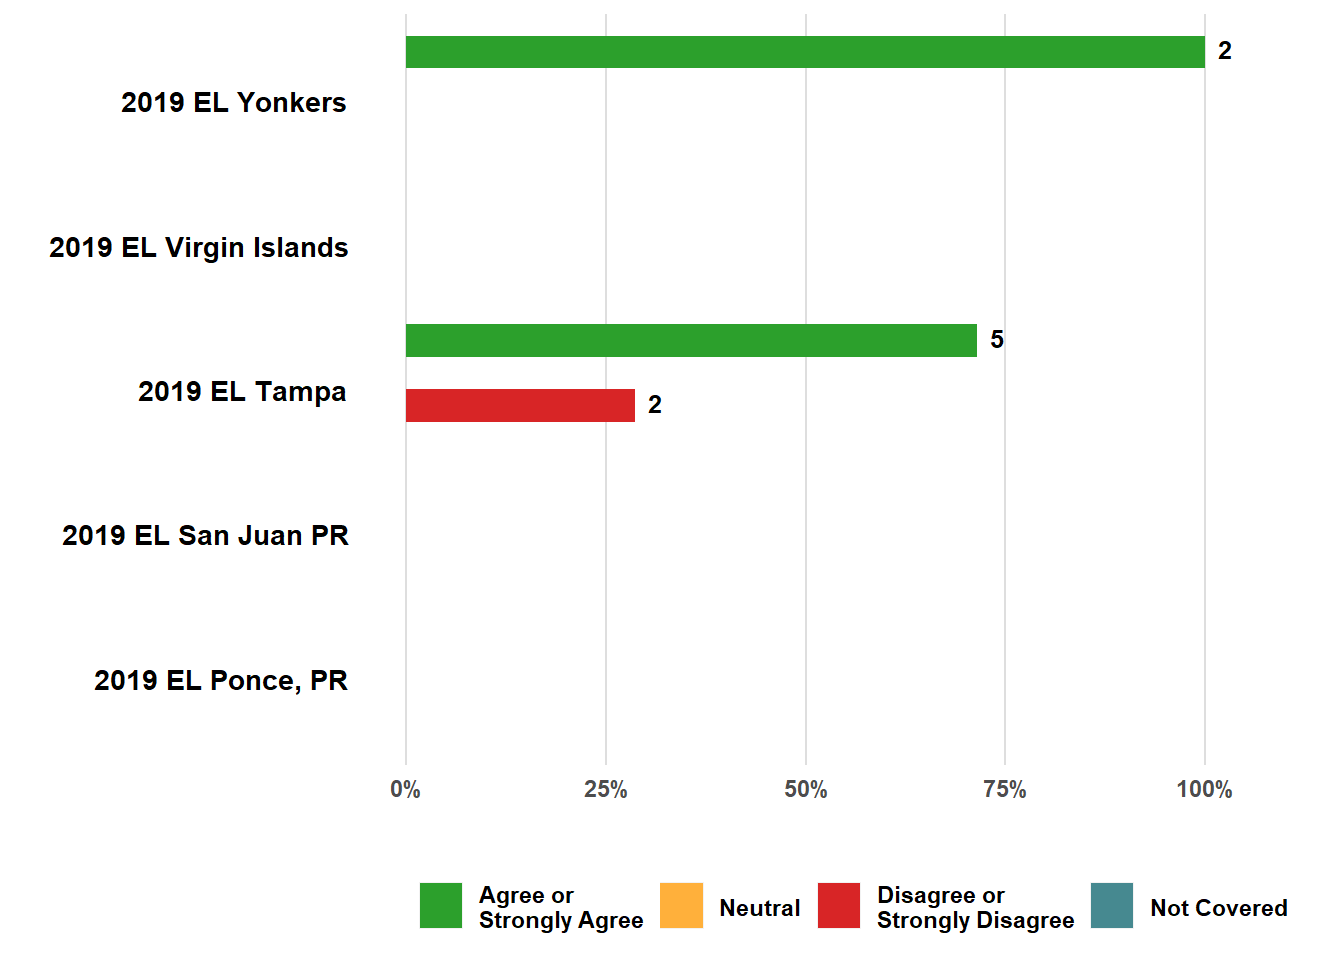 2
2019 EL Yonkers
2019 EL Virgin Islands
5
2019 EL Tampa
2
2019 EL San Juan PR
2019 EL Ponce, PR
0% 25% 50% 75% 100%
Agree or
Strongly Agree
Neutral
Disagree or
Strongly Disagree
Not Covered